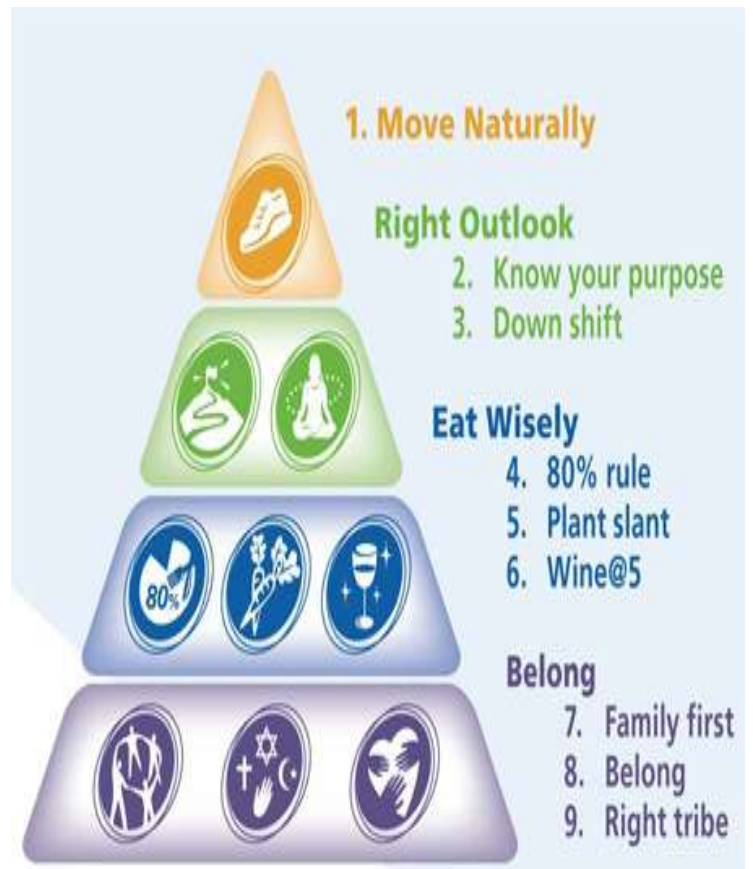 1. Move Naturally
Right Outlook
2. Know your purpose
3. Down shift
Eat Wisely
4. 80% rule
5. Plant slant
6. Wine@5
80%
Belong
7. Family first
8. Belong
9. Right tribe